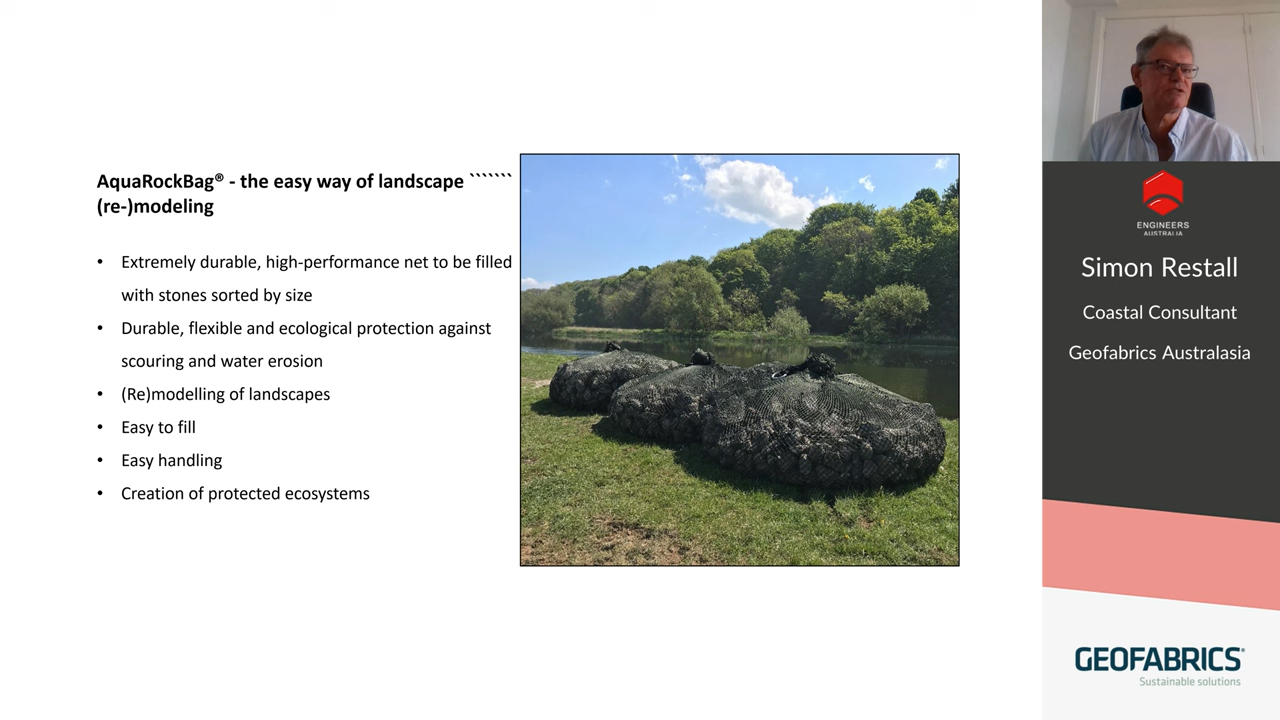 AquaRockBag® - the easy way of landscape ```````
(re-)modeling
• Extremely durable, high-performance net to be filled
with stones sorted by size
• Durable, flexible and ecological protection against
scouring and water erosion
• (Re)modelling of landscapes
• Easy to fill
• Easy handling
• Creation of protected ecosystems
ENGINEERS
AUSTRALIA
Simon Restall
Coastal Consultant
Geofabrics Australasia
GEOFABRICS®
Sustainable solutions